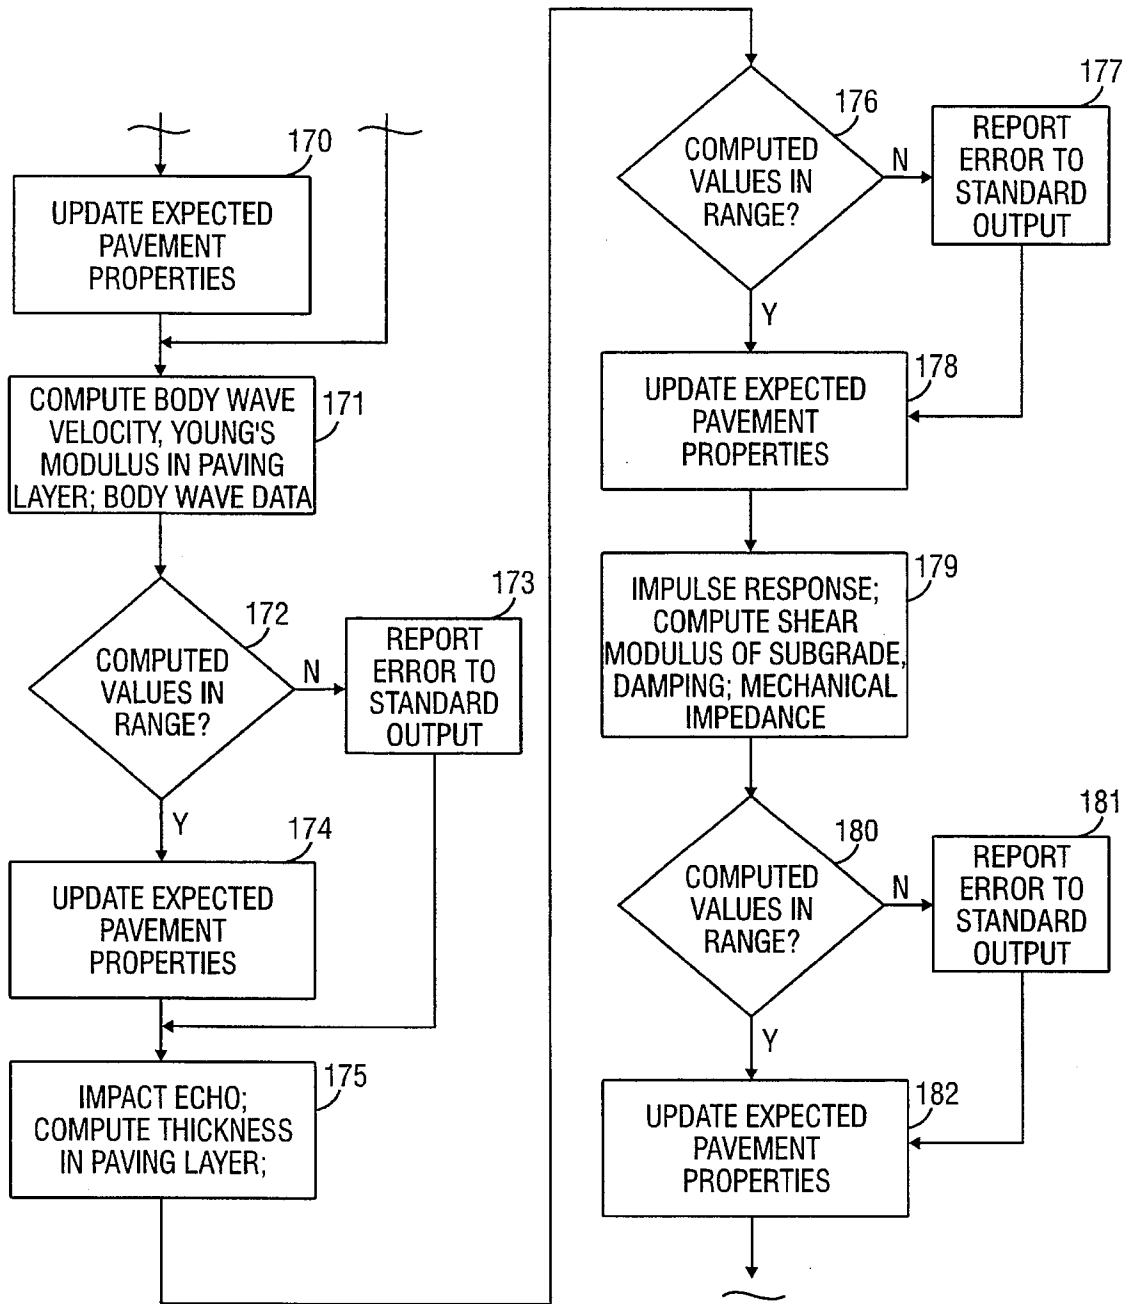 170
UPDATE EXPECTED
PAVEMENT
PROPERTIES
COMPUTE BODY WAVE
VELOCITY, YOUNG'S
MODULUS IN PAVING
LAYER; BODY WAVE DATA
171
172
COMPUTED
VALUES IN
RANGE?
N
Y
173
REPORT
ERROR TO
STANDARD
OUTPUT
174
UPDATE EXPECTED
PAVEMENT
PROPERTIES
175
IMPACT ECHO;
COMPUTE THICKNESS
IN PAVING LAYER;
176
COMPUTED
VALUES IN
RANGE?
N
Y
177
REPORT
ERROR TO
STANDARD
OUTPUT
178
UPDATE EXPECTED
PAVEMENT
PROPERTIES
179
IMPULSE RESPONSE;
COMPUTE SHEAR
MODULUS OF SUBGRADE,
DAMPING; MECHANICAL
IMPEDANCE
180
COMPUTED
VALUES IN
RANGE?
N
Y
181
REPORT
ERROR TO
STANDARD
OUTPUT
182
UPDATE EXPECTED
PAVEMENT
PROPERTIES